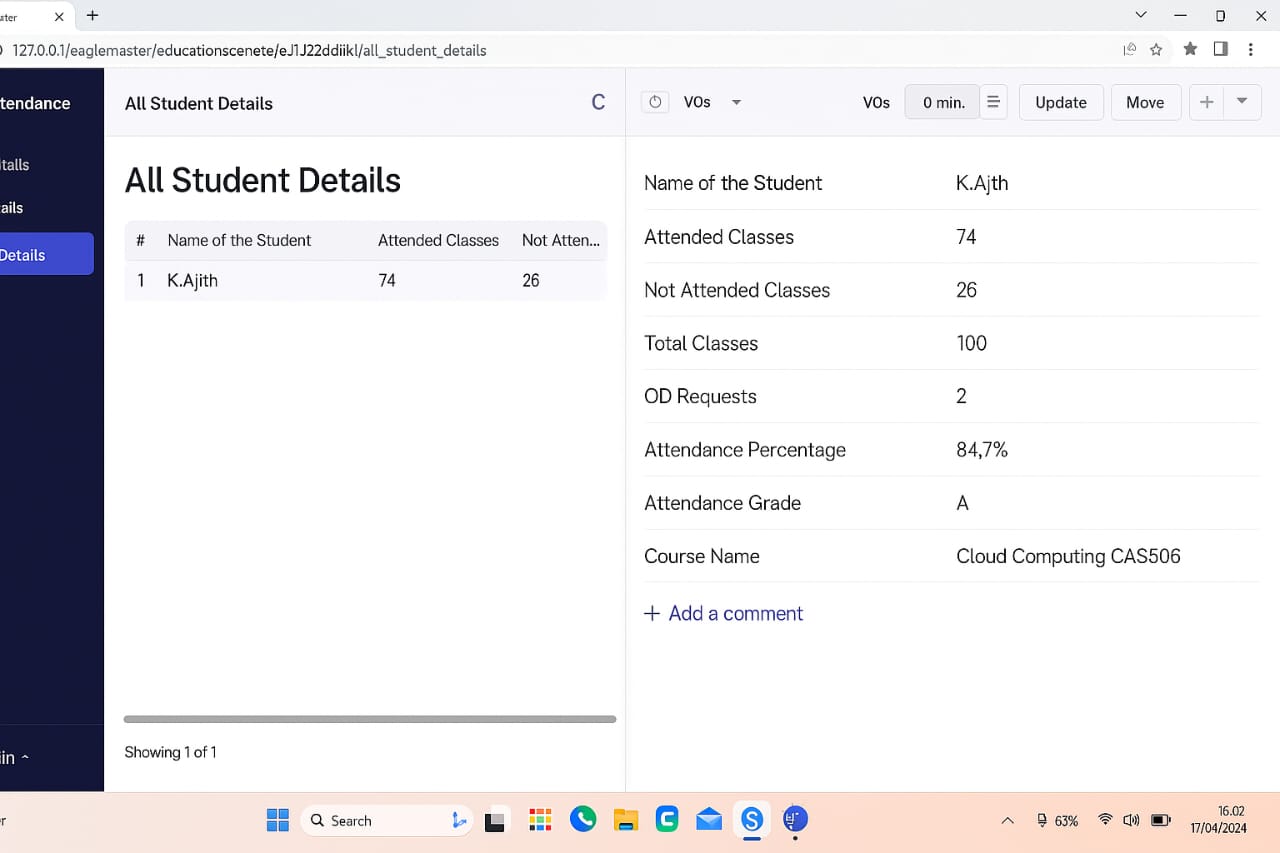 127.0.0.1/eaglemaster/educationscenete/eJ1J22ddiikl/all_student_details
tendance
talls
ails
Details
in
All Student Details
C
VOs
VOs
0 min.
Update
Move
All Student Details
# Name of the Student Attended Classes Not Atten...
1 K.Ajith 74 26
Showing 1 of 1
Name of the Student K.Ajth
Attended Classes 74
Not Attended Classes 26
Total Classes 100
OD Requests 2
Attendance Percentage 84,7%
Attendance Grade A
Course Name Cloud Computing CAS506
+ Add a comment
Search
63%
16.02
17/04/2024